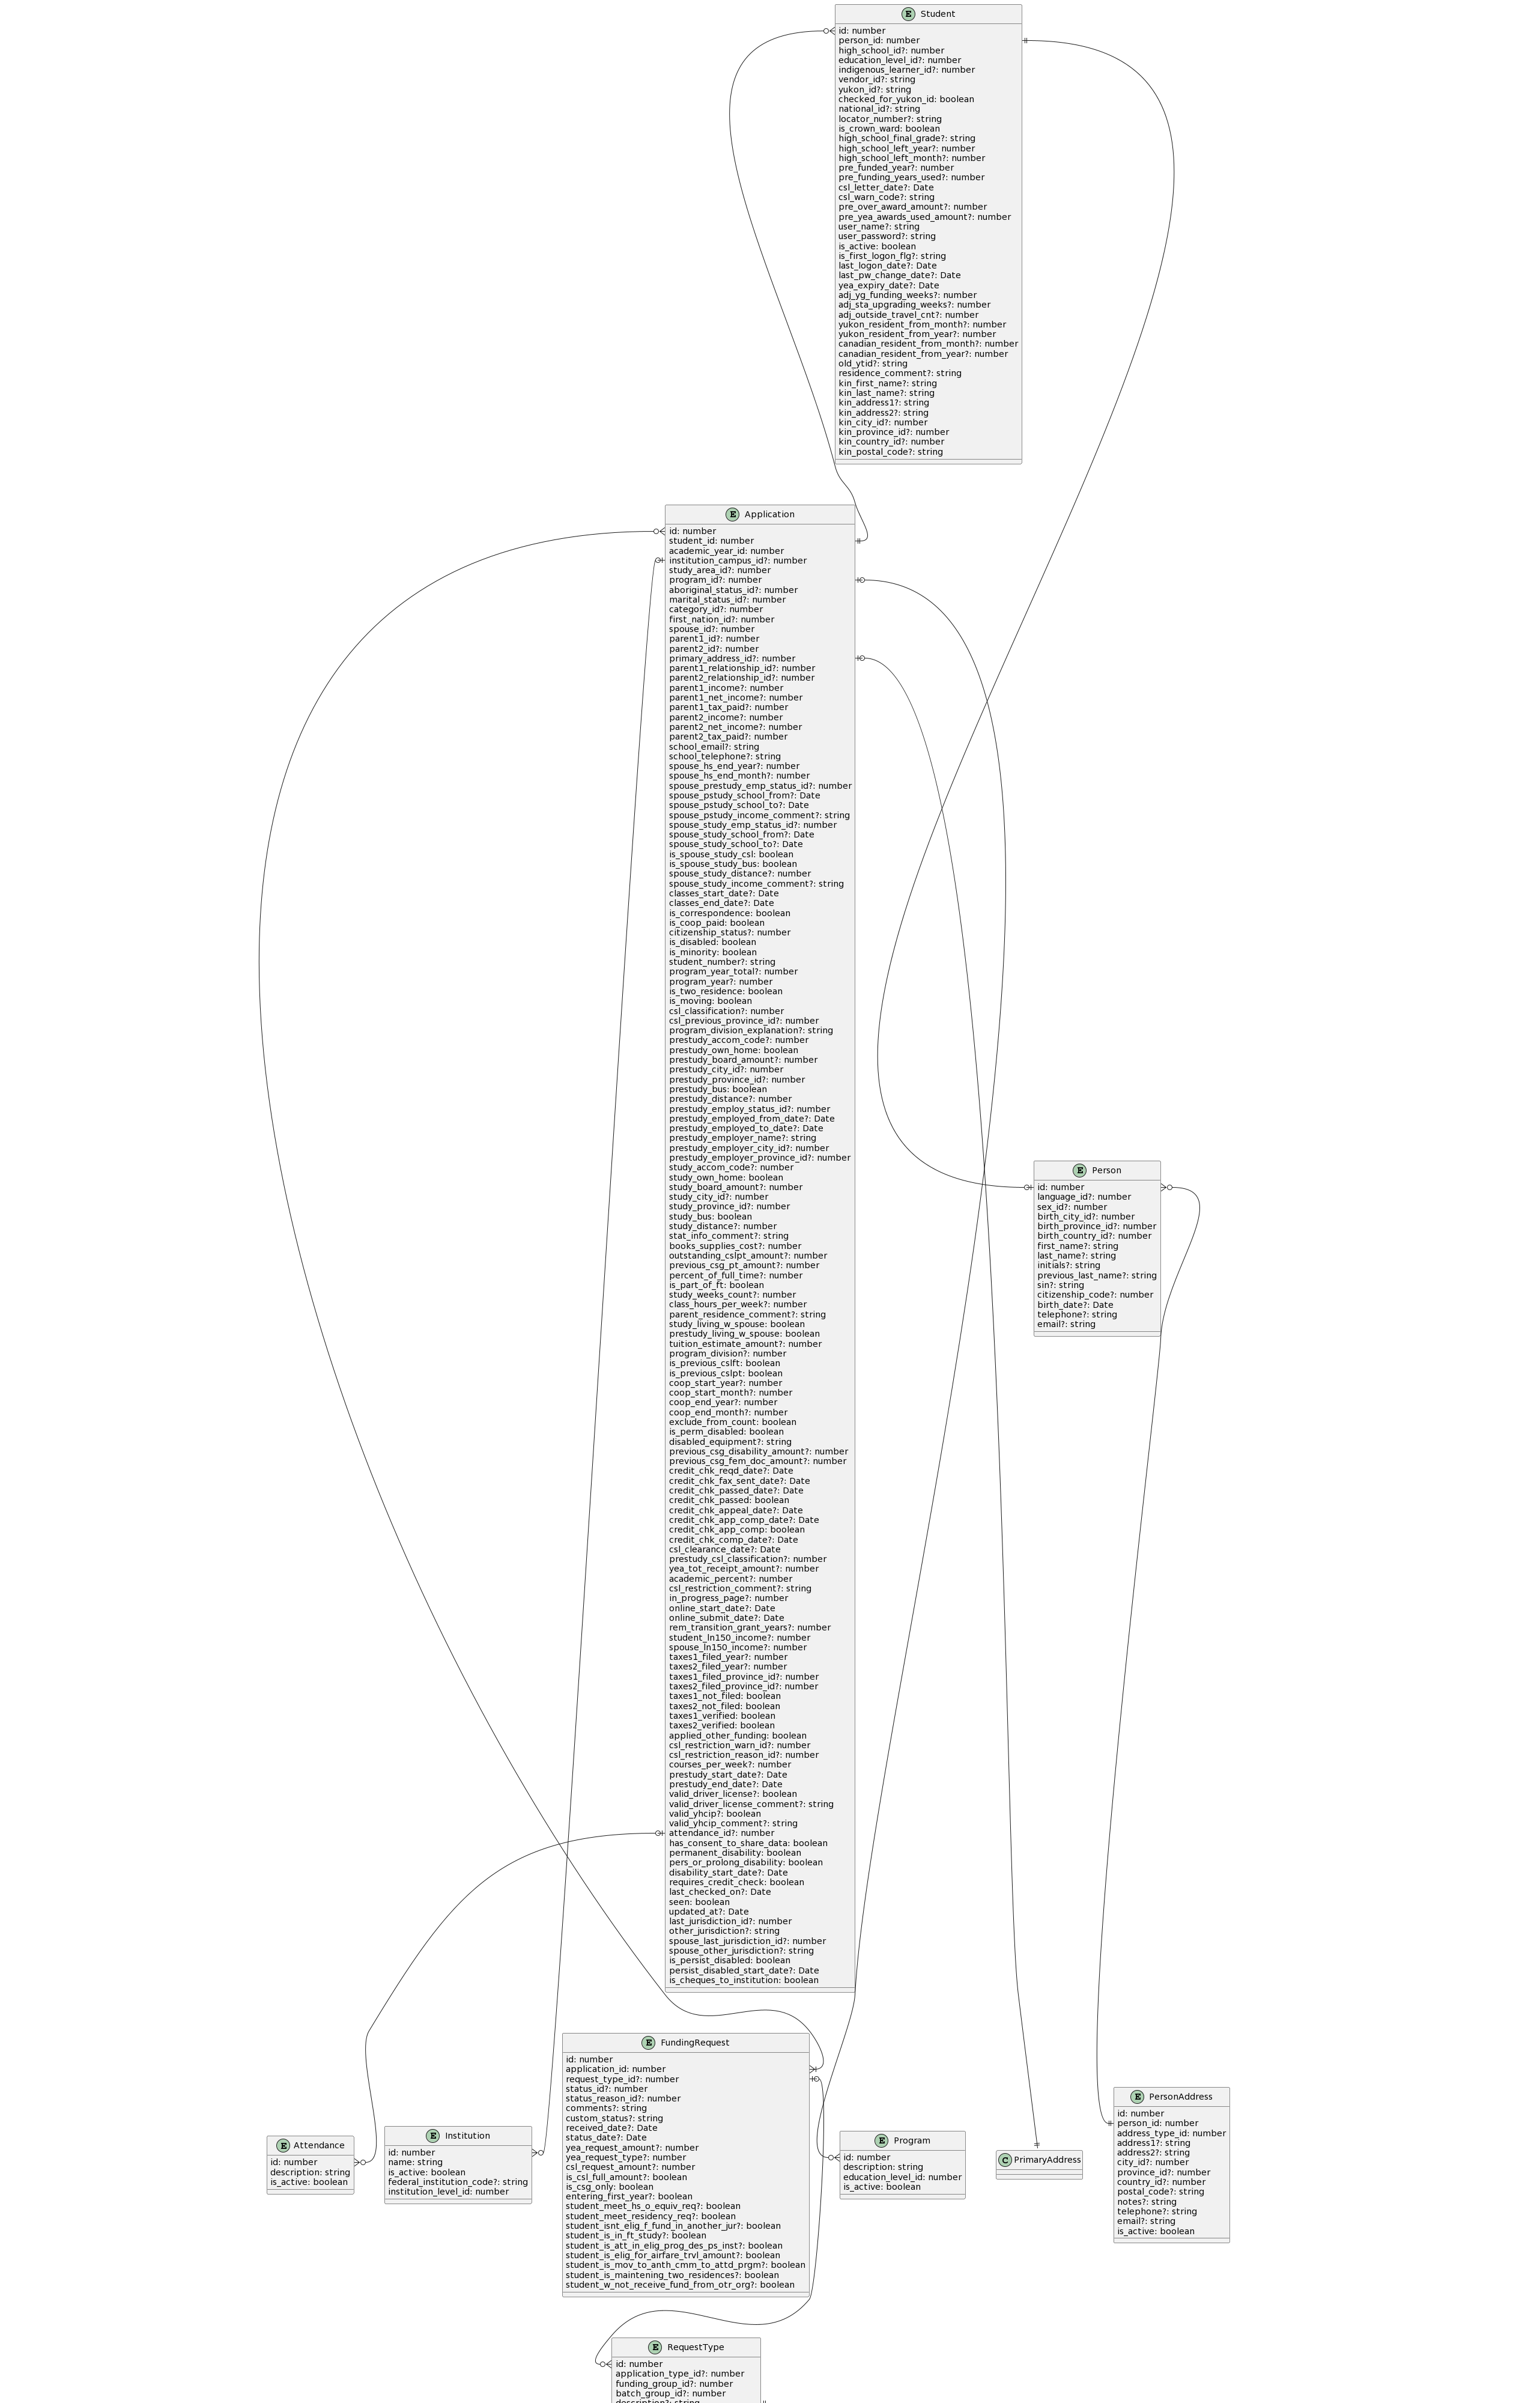 E Student
id: number
person_id: number
high_school_id?: number
education_level_id?: number
indigenous_learner_id?: number
vendor_id?: string
yukon_id?: string
checked_for_yukon_id: boolean
national_id?: string
locator_number?: string
is_crown_ward: boolean
high_school_final_grade?: string
high_school_left_year?: number
high_school_left_month?: number
pre_funded_year?: number
pre_funding_years_used?: number
csl_letter_date?: Date
csl_warn_code?: string
pre_over_award_amount?: number
pre_yea_awards_used_amount?: number
user_name?: string
user_password?: string
is_active: boolean
is_first_logon_flg?: string
last_logon_date?: Date
last_pw_change_date?: Date
yea_expiry_date?: Date
adj_yg_funding_weeks?: number
adj_sta_upgrading_weeks?: number
adj_outside_travel_cnt?: number
yukon_resident_from_month?: number
yukon_resident_from_year?: number
canadian_resident_from_month?: number
canadian_resident_from_year?: number
old_ytid?: string
residence_comment?: string
kin_first_name?: string
kin_last_name?: string
kin_address1?: string
kin_address2?: string
kin_city_id?: number
kin_province_id?: number
kin_country_id?: number
kin_postal_code?: string
E Application
id: number
student_id: number
academic_year_id: number
institution_campus_id?: number
study_area_id?: number
program_id?: number
aboriginal_status_id?: number
marital_status_id?: number
category_id?: number
first_nation_id?: number
spouse_id?: number
parent1_id?: number
parent2_id?: number
primary_address_id?: number
parent1_relationship_id?: number
parent2_relationship_id?: number
parent1_income?: number
parent1_net_income?: number
parent1_tax_paid?: number
parent2_income?: number
parent2_net_income?: number
parent2_tax_paid?: number
school_email?: string
school_telephone?: string
spouse_hs_end_year?: number
spouse_hs_end_month?: number
spouse_prestudy_emp_status_id?: number
spouse_pstudy_school_from?: Date
spouse_pstudy_school_to?: Date
spouse_pstudy_income_comment?: string
spouse_study_emp_status_id?: number
spouse_study_school_from?: Date
spouse_study_school_to?: Date
is_spouse_study_csl: boolean
is_spouse_study_bus: boolean
spouse_study_distance?: number
spouse_study_income_comment?: string
classes_start_date?: Date
classes_end_date?: Date
is_correspondence: boolean
is_coop_paid: boolean
citizenship_status?: number
is_disabled: boolean
is_minority: boolean
student_number?: string
program_year_total?: number
program_year?: number
is_two_residence: boolean
is_moving: boolean
csl_classification?: number
csl_previous_province_id?: number
program_division_explanation?: string
prestudy_accom_code?: number
prestudy_own_home: boolean
prestudy_board_amount?: number
prestudy_city_id?: number
prestudy_province_id?: number
prestudy_bus: boolean
prestudy_distance?: number
prestudy_employ_status_id?: number
prestudy_employed_from_date?: Date
prestudy_employed_to_date?: Date
prestudy_employer_name?: string
prestudy_employer_city_id?: number
prestudy_employer_province_id?: number
study_accom_code?: number
study_own_home: boolean
study_board_amount?: number
study_city_id?: number
study_province_id?: number
study_bus: boolean
study_distance?: number
stat_info_comment?: string
books_supplies_cost?: number
outstanding_cslpt_amount?: number
previous_csg_pt_amount?: number
percent_of_full_time?: number
is_part_of_ft: boolean
study_weeks_count?: number
class_hours_per_week?: number
parent_residence_comment?: string
study_living_w_spouse: boolean
prestudy_living_w_spouse: boolean
tuition_estimate_amount?: number
program_division?: number
is_previous_cslft: boolean
is_previous_cslpt: boolean
coop_start_year?: number
coop_start_month?: number
coop_end_year?: number
coop_end_month?: number
exclude_from_count: boolean
is_perm_disabled: boolean
disabled_equipment?: string
previous_csg_disability_amount?: number
previous_csg_fem_doc_amount?: number
credit_chk_reqd_date?: Date
credit_chk_fax_sent_date?: Date
credit_chk_passed_date?: Date
credit_chk_passed: boolean
credit_chk_appeal_date?: Date
credit_chk_app_comp_date?: Date
credit_chk_app_comp: boolean
credit_chk_comp_date?: Date
csl_clearance_date?: Date
prestudy_csl_classification?: number
yea_tot_receipt_amount?: number
academic_percent?: number
csl_restriction_comment?: string
in_progress_page?: number
online_start_date?: Date
online_submit_date?: Date
rem_transition_grant_years?: number
student_ln150_income?: number
spouse_ln150_income?: number
taxes1_filed_year?: number
taxes2_filed_year?: number
taxes1_filed_province_id?: number
taxes2_filed_province_id?: number
taxes1_not_filed: boolean
taxes2_not_filed: boolean
taxes1_verified: boolean
taxes2_verified: boolean
applied_other_funding: boolean
csl_restriction_warn_id?: number
csl_restriction_reason_id?: number
courses_per_week?: number
prestudy_start_date?: Date
prestudy_end_date?: Date
valid_driver_license?: boolean
valid_driver_license_comment?: string
valid_yhcip?: boolean
valid_yhcip_comment?: string
attendance_id?: number
has_consent_to_share_data: boolean
permanent_disability: boolean
pers_or_prolong_disability: boolean
disability_start_date?: Date
requires_credit_check: boolean
last_checked_on?: Date
seen: boolean
updated_at?: Date
last_jurisdiction_id?: number
other_jurisdiction?: string
spouse_last_jurisdiction_id?: number
spouse_other_jurisdiction?: string
is_persist_disabled: boolean
persist_disabled_start_date?: Date
is_cheques_to_institution: boolean
E Person
id: number
language_id?: number
sex_id?: number
birth_city_id?: number
birth_province_id?: number
birth_country_id?: number
first_name?: string
last_name?: string
initials?: string
previous_last_name?: string
sin?: string
citizenship_code?: number
birth_date?: Date
telephone?: string
email?: string
E Attendance
id: number
description: string
is_active: boolean
E Institution
id: number
name: string
is_active: boolean
federal_institution_code?: string
institution_level_id: number
E FundingRequest
id: number
application_id: number
request_type_id?: number
status_id?: number
status_reason_id?: number
comments?: string
custom_status?: string
received_date?: Date
status_date?: Date
yea_request_amount?: number
yea_request_type?: number
csl_request_amount?: number
is_csl_full_amount?: boolean
is_csg_only: boolean
entering_first_year?: boolean
student_meet_hs_o_equiv_req?: boolean
student_meet_residency_req?: boolean
student_isnt_elig_f_fund_in_another_jur?: boolean
student_is_in_ft_study?: boolean
student_is_att_in_elig_prog_des_ps_inst?: boolean
student_is_elig_for_airfare_trvl_amount?: boolean
student_is_mov_to_anth_cmm_to_attd_prgm?: boolean
student_is_maintening_two_residences?: boolean
student_w_not_receive_fund_from_otr_org?: boolean
E Program
id: number
description: string
education_level_id: number
is_active: boolean
C PrimaryAddress
E PersonAddress
id: number
person_id: number
address_type_id: number
address1?: string
address2?: string
city_id?: number
province_id?: number
country_id?: number
postal_code?: string
notes?: string
telephone?: string
email?: string
is_active: boolean
E RequestType
id: number
application_type_id?: number
funding_group_id?: number
batch_group_id?: number
description?: string